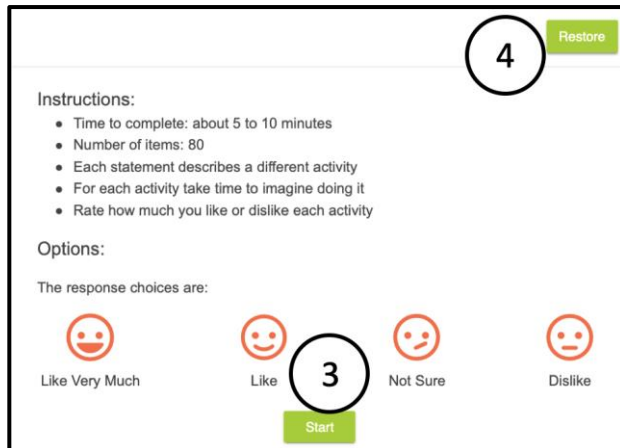 4
Restore
Instructions:
• Time to complete: about 5 to 10 minutes
• Number of items: 80
• Each statement describes a different activity
• For each activity take time to imagine doing it
• Rate how much you like or dislike each activity
Options:
The response choices are:
Like Very Much
Like
3
Not Sure
Dislike
Start